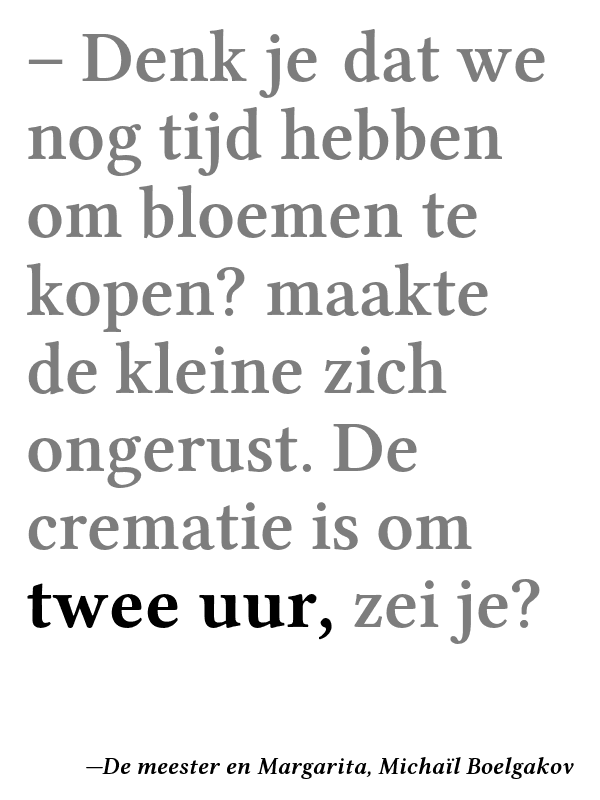 – Denk je dat we
nog tijd hebben
om bloemen te
kopen? maakte
de kleine zich
ongerust. De
crematie is om
twee uur, zei je?
—De meester en Margarita, Michaïl Boelgakov